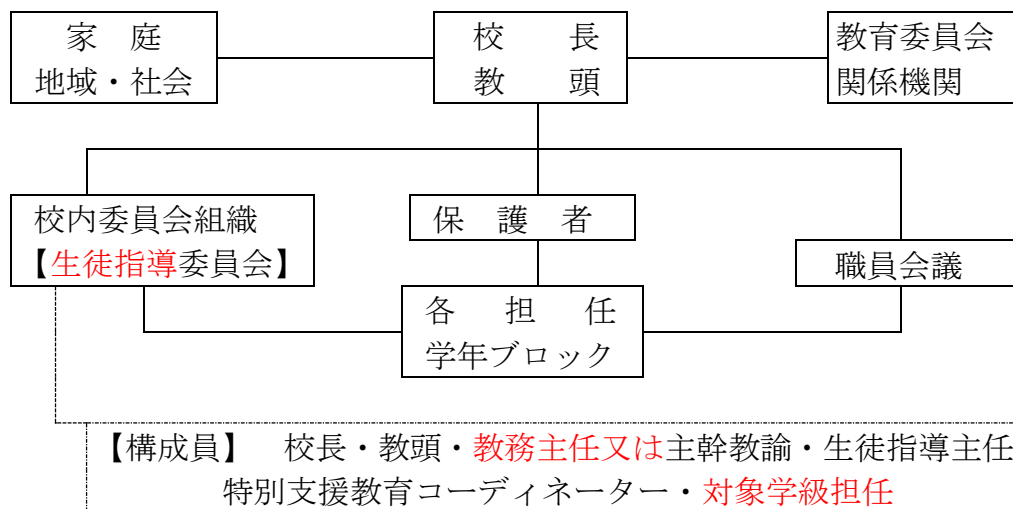 家 庭
地域・社会
校 長
教 頭
教育委員会
関係機関
校内委員会組織
【生徒指導委員会】
保 護 者
職員会議
各 担 任
学年ブロック
【構成員】 校長・教頭・教務主任又は主幹教諭・生徒指導主任
特別支援教育コーディネーター・対象学級担任